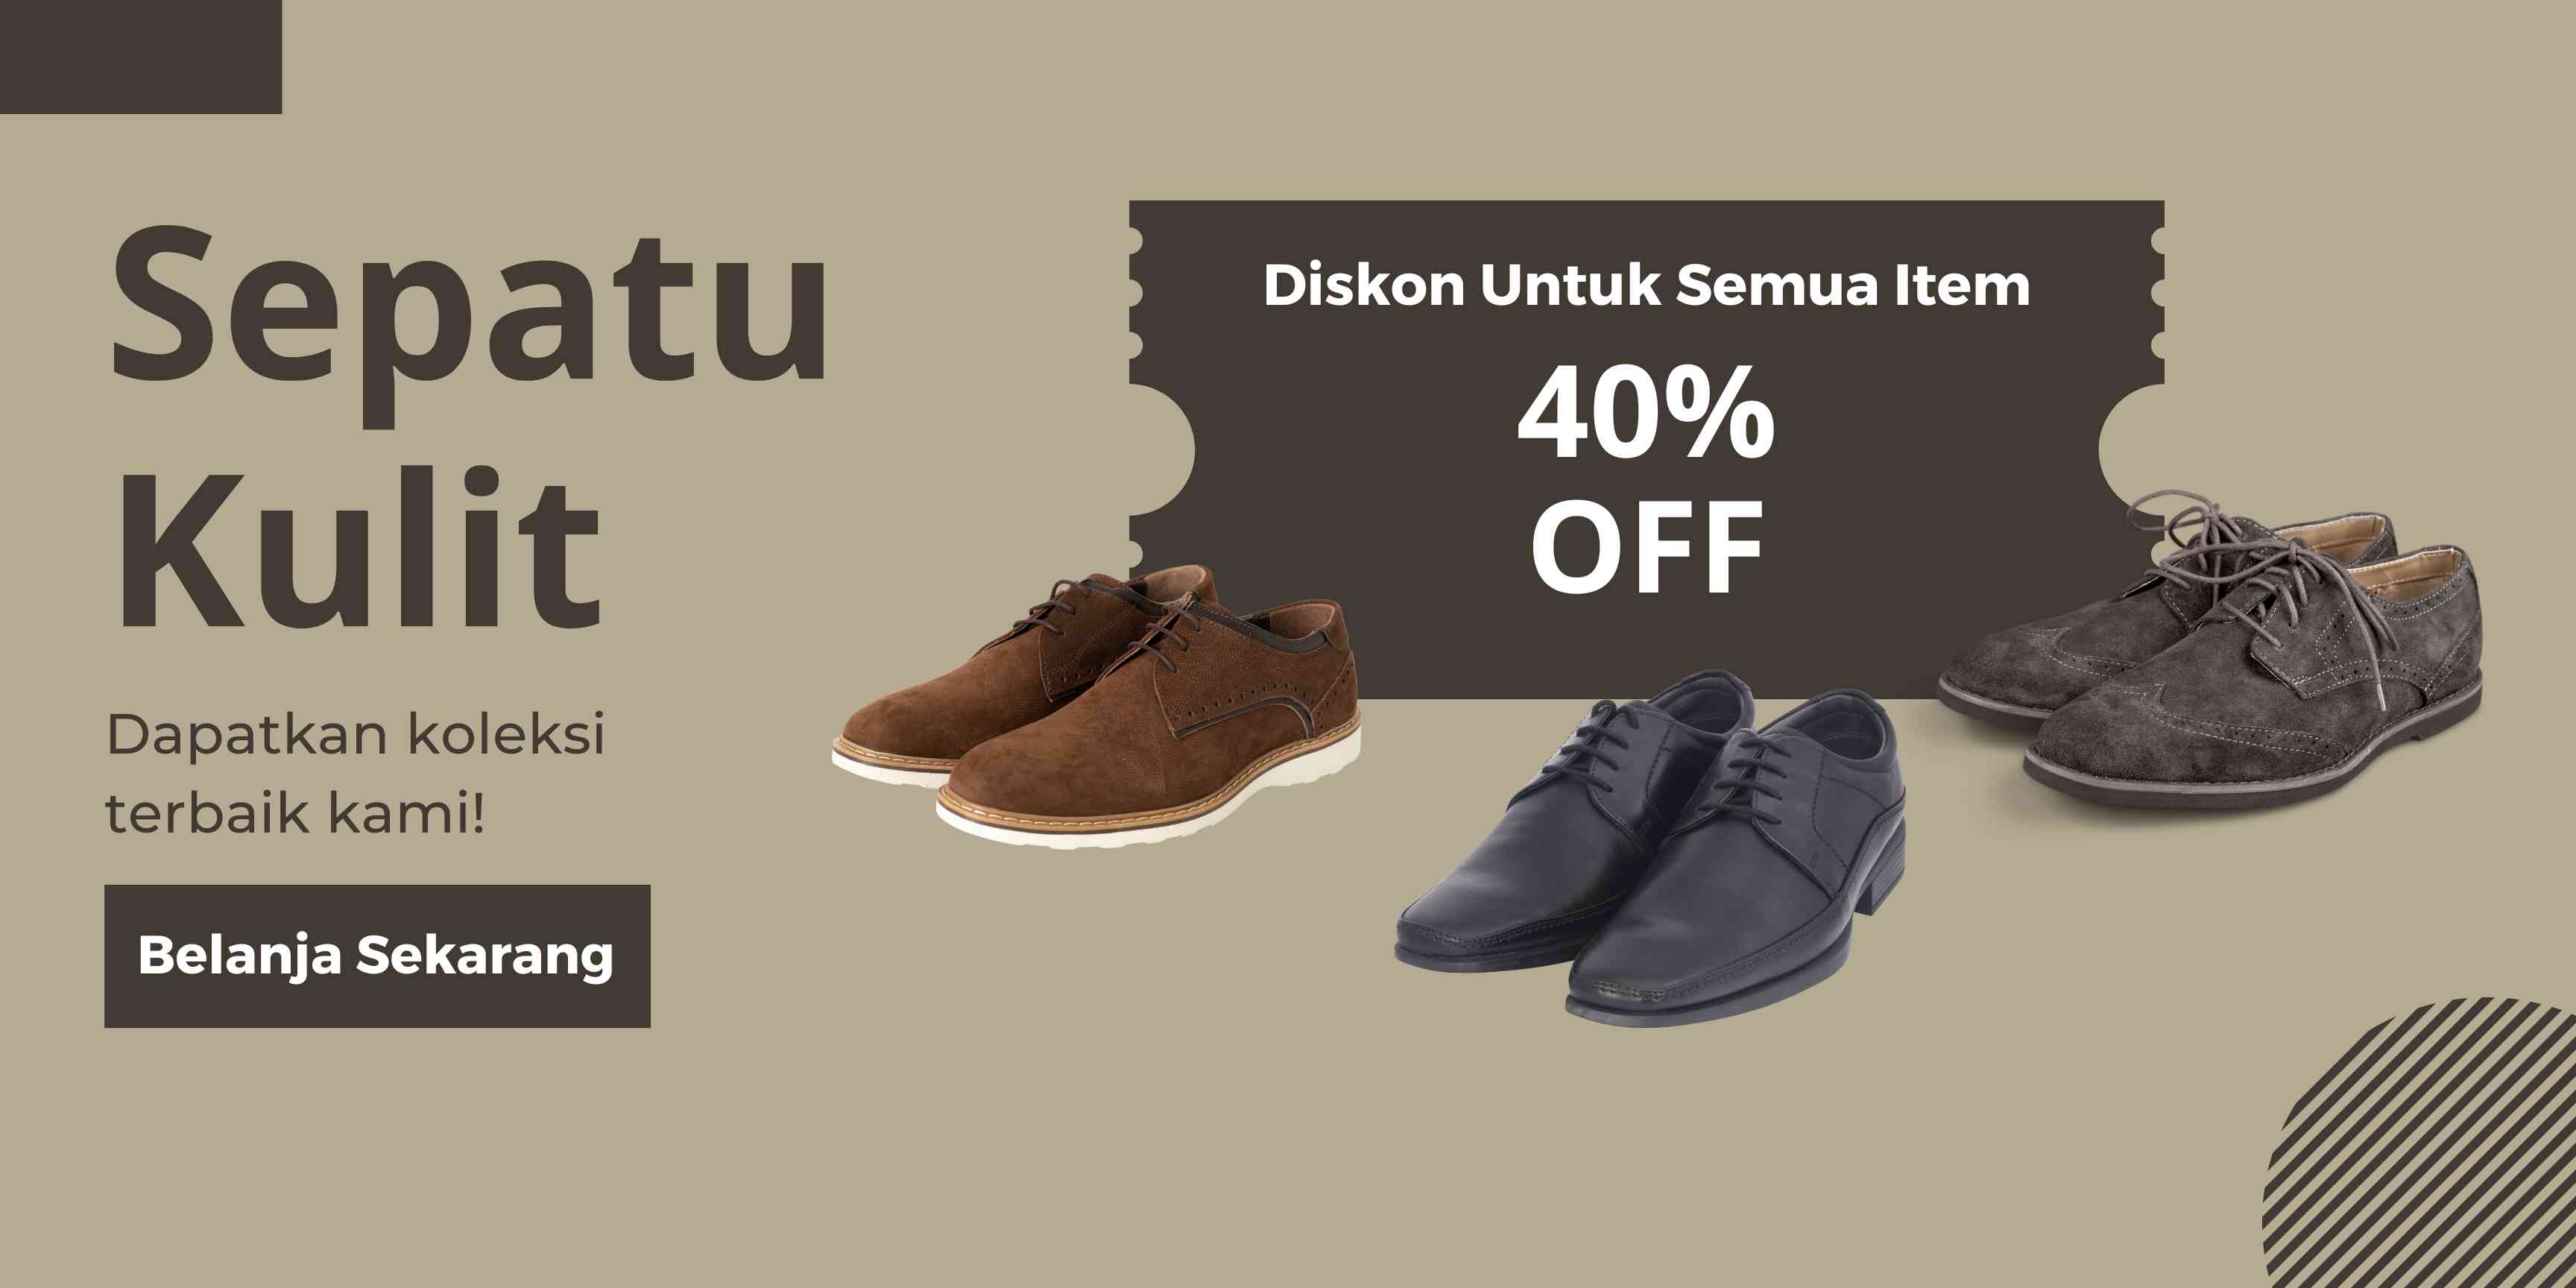 Sepatu
Kulit
Dapatkan koleksi
terbaik kami!
Belanja Sekarang
Diskon Untuk Semua Item
40%
OFF